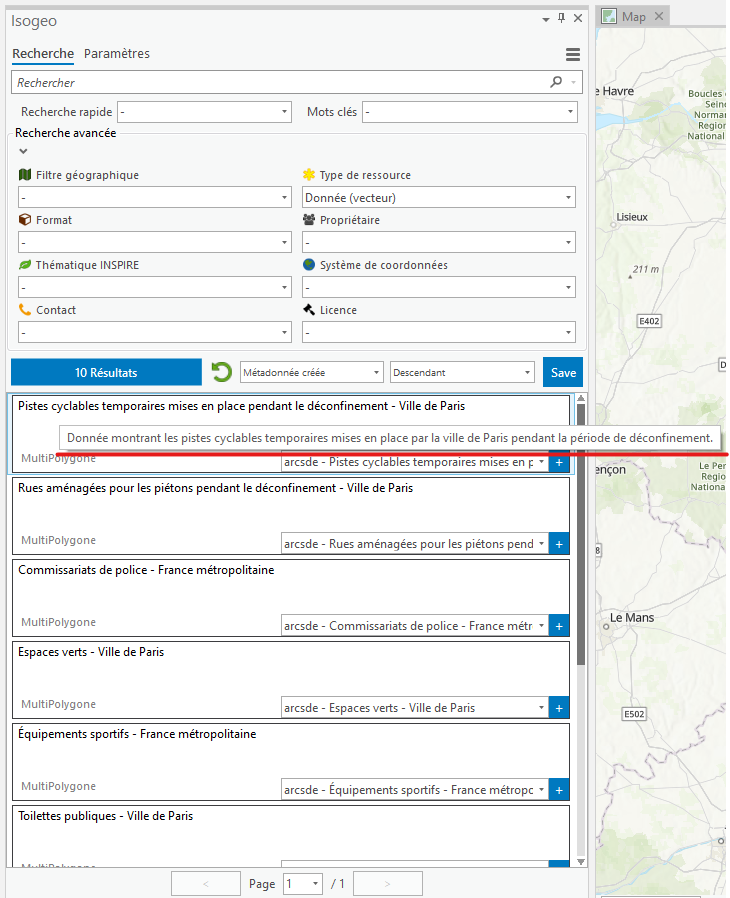 Isogeo
Map
Recherche Paramètres
Rechercher
Recherche rapide - Mots clés -
Recherche avancée
Filtre géographique Type de ressource
- Donnée (vecteur)
Format Propriétaire
- -
Thématique INSPIRE Système de coordonnées
- -
Contact Licence
- -
10 Résultats Métadonnée créée Descendant Save
Pistes cyclables temporaires mises en place pendant le déconfinement - Ville de Paris
Donnée montrant les pistes cyclables temporaires mises en place par la ville de Paris pendant la période de déconfinement.
MultiPolygone arcsde - Pistes cyclables temporaires mises en p +
Rues aménagées pour les piétons pendant le déconfinement - Ville de Paris
MultiPolygone arcsde - Rues aménagées pour les piétons pend +
Commissariats de police - France métropolitaine
MultiPolygone arcsde - Commissariats de police - France métr +
Espaces verts - Ville de Paris
MultiPolygone arcsde - Espaces verts - Ville de Paris +
Équipements sportifs - France métropolitaine
MultiPolygone arcsde - Équipements sportifs - France métropc +
Toilettes publiques - Ville de Paris
MultiPolygone
< Page 1 / 1 >
e Havre
Boucles
Seine
Norman
Region
National
Lisieux
211 m
E402
D
ençon
Le Per
Regio
Nationa
8
Le Mans
E502